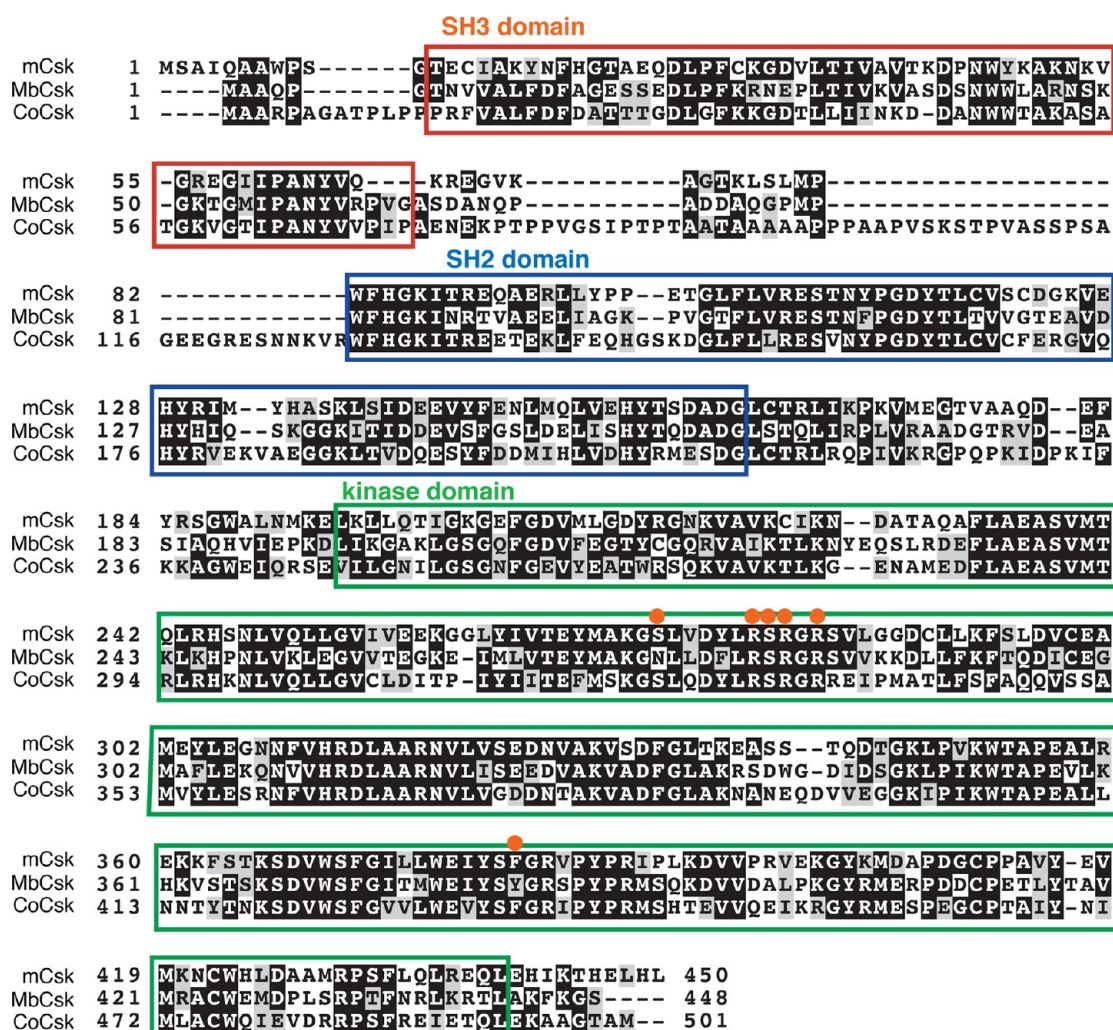 SH3 domain
mCsk 1 MSAIQAAWPS------GTECIAKYNFHGTAEQDLPFCKGDVLTIVAVTKDPNWYKAKNKV
MbCsk 1 ----MAAQP-------GTNVVALFDFAGESSEDLPFKRNEPLTIVKVASDSNWWLARNSK
CoCsk 1 ----MAARPAGATPLPPPRFVALFDFDATTTGDLGFKKGDTLLIINKD-DANWWTAKASA
mCsk 55 -GREGIIPANYVQ----KREGVK----------AGTKLSLMP------------------
MbCsk 50 -GKTGMIPANYVRPVGASDANQP----------ADDAQGPMP------------------
CoCsk 56 TGKVGTIPANYVVPIPAENEKPTPPVGSIPTPTAATAAAAAPPPAAPVSKSTPVASSPSA
SH2 domain
mCsk 82 ------------WFHGKITREQAERLLYPP--ETGLFLVRESTNYPGDYTLCVSCDGKVE
MbCsk 81 ------------WFHGKINRTVAEELIAGK--PVGTFLVRESTNFPGDYTLTVVGTEAVD
CoCsk 116 GEEGRESNNKVRWFHGKITREETEKLFEQHGSKDGLFLLRESVNYPGDYTLCVCFERGVQ
mCsk 128 HYRIM--YHASKLSIDEEVYFENLMQLVEHYTSDADGLCTRLIKPKVMEGTVAAQD--EF
MbCsk 127 HYHIQ--SKGGKITIDDEVSFGSLDELISHYTQDADGLSTQLIRPLVRAADGTRVD--EA
CoCsk 176 HYRVEKVAEGGKLTVDQESYFDDMIHLVDHYRMESDGLCTRLRQPIVKRGPQPKIDPKIF
kinase domain
mCsk 184 YRSGWALNMKELKLLQTIGKGEFGDVMLGDYRGNKVAVKCIKN--DATAQAFLAEASVMT
MbCsk 183 SIAQHVIEPKDLIKGAKLGSGQFGDVFEGTYCGQRVAIKTLKNYEQSLRDEFLAEASVMT
CoCsk 236 KKAGWEIQRSEVILGNILGSGNFGEVYEATWRSQKVAVKTLKG--ENAMEDFLAEASVMT
mCsk 242 QLRHSNLVQLLGVIVEEKGGLYIVTEYMAKGSLVDYLRSRGRSVLGGDCLLKFSLDVCEA
MbCsk 243 KLKHPNLVKLEGVVTEGKE-IMLVTEYMAKGNLLDFLRSRGRSVVKKDLLFKFTQDICEG
CoCsk 294 RLRHKNLVQLLGVCLDITP-IYIITEFMSKGSLQDYLRSRGRREIPMATLFSFAQQVSSA
mCsk 302 MEYLEGNNFVHRDLAARNVLVSEDNVAKVSDFGLTKEASS--TQDTGKLPVKWTAPEALR
MbCsk 302 MAFLEKQNVVHRDLAARNVLISEEDVAKVADFGLAKRSDWG-DIDSGKLPIKWTAPEVLK
CoCsk 353 MVYLESRNFVHRDLAARNVLVGDDNTAKVADFGLAKNANEQDVVEGGKIPIKWTAPEALL
mCsk 360 EKKFSTKSDVWSFGILLWEIYSFGRVPYPRIPLKDVVPRVEKGYKMDAPDGCPPAVY-EV
MbCsk 361 HKVSTSKSDVWSFGITMWEIYSYGRSPYPRMSQKDVVDALPKGYRMERPDDCPETLYTAV
CoCsk 413 NNTYTNKSDVWSFGVVLWEVYSFGRIPYPRMSHTEVVQEIKRGYRMESPEGCPTAIY-NI
mCsk 419 MKNCWHLDAAMRPSFLQLREQLEHIKTHELHL 450
MbCsk 421 MRACWEMDPLSRPTFNRLKRTLAKFKGS---- 448
CoCsk 472 MLACWQIEVDRRPSFREIETQLEKAAGTAM-- 501